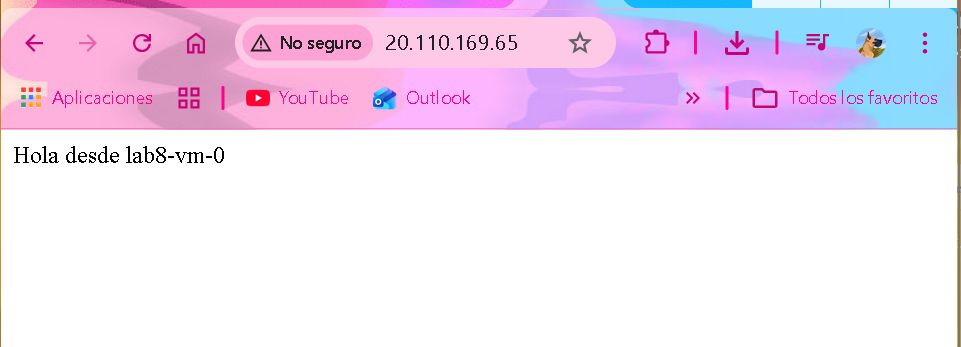 No seguro 20.110.169.65
Aplicaciones YouTube Outlook » Todos los favoritos
Hola desde lab8-vm-0